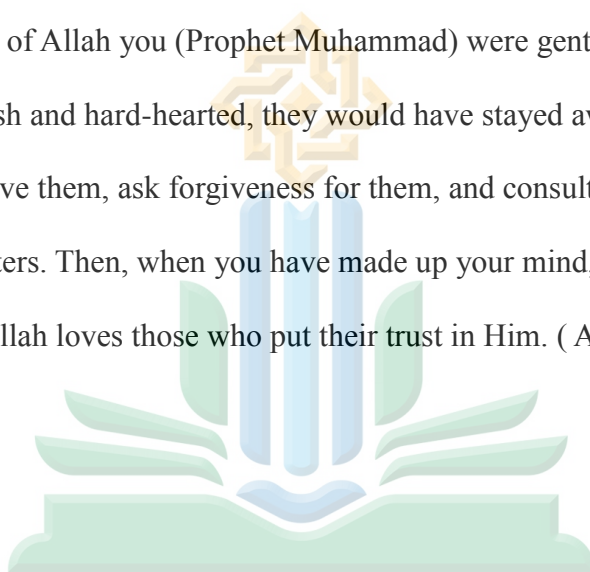 of Allah you (Prophet Muhammad) were gent
sh and hard-hearted, they would have stayed av
ve them, ask forgiveness for them, and consult
ters. Then, when you have made up your mind,
llah loves those who put their trust in Him. ( A